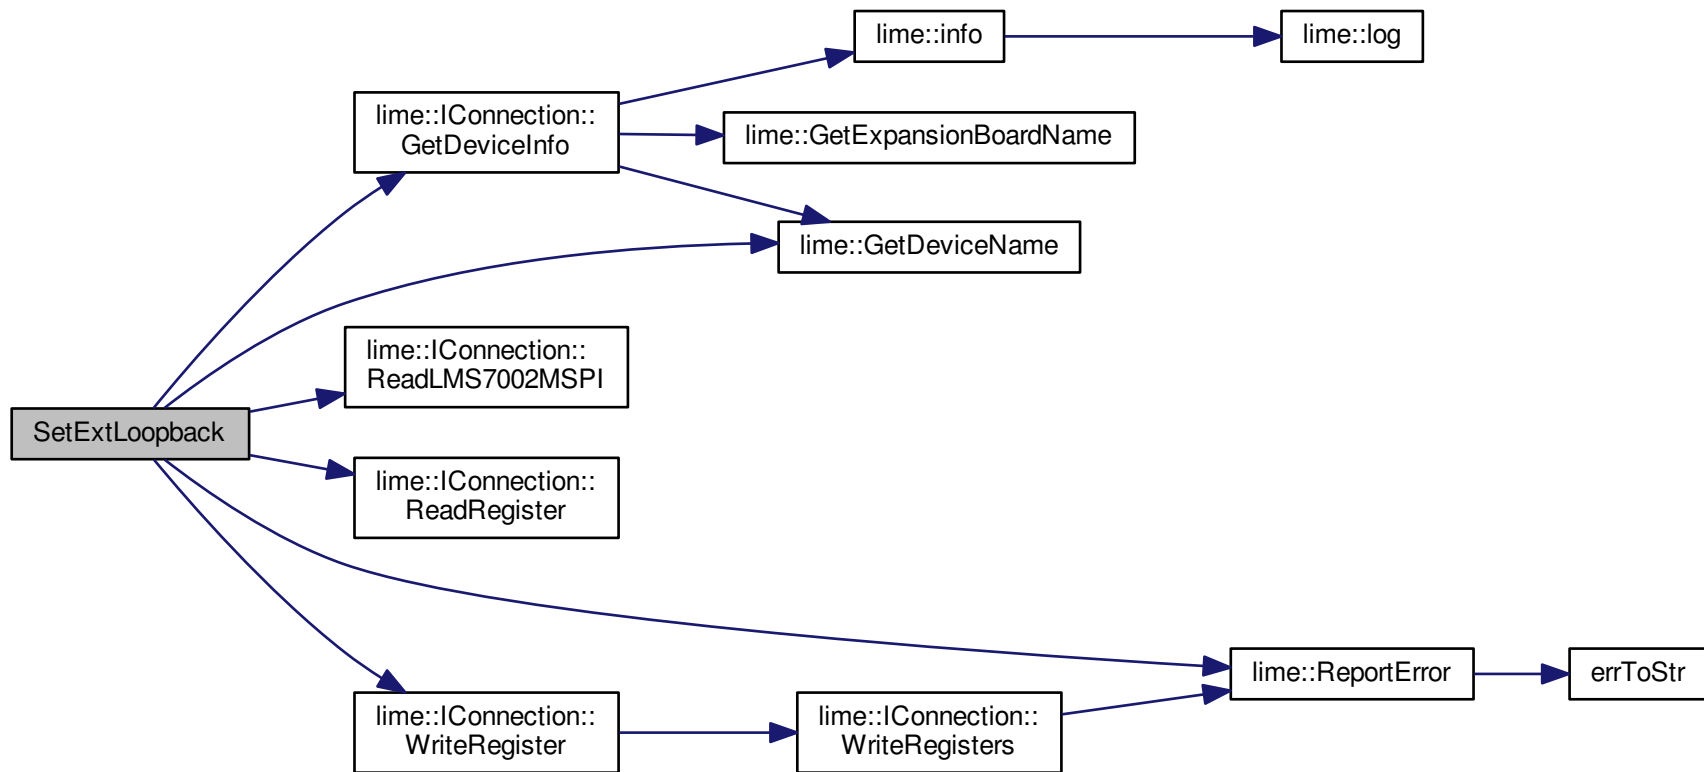 lime::info
lime::log
lime::IConnection::
GetDeviceInfo
lime::GetExpansionBoardName
lime::GetDeviceName
lime::IConnection::
ReadLMS7002MSPI
SetExtLoopback
lime::IConnection::
ReadRegister
lime::ReportError
errToStr
lime::IConnection::
WriteRegister
lime::IConnection::
WriteRegisters